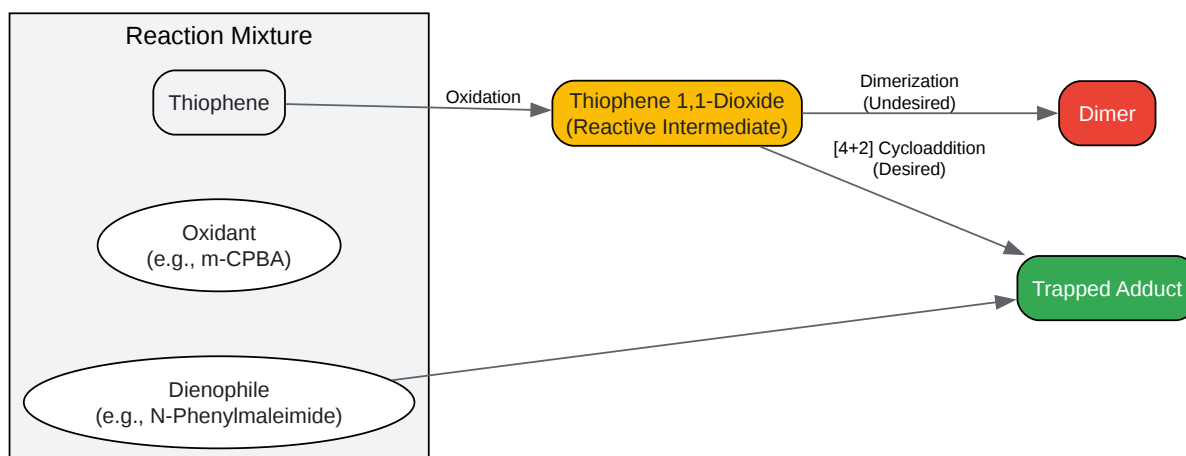 Reaction Mixture
Thiophene
Oxidation
Thiophene 1,1-Dioxide
(Reactive Intermediate)
Dimerization
(Undesired)
Dimer
[4+2] Cycloaddition
(Desired)
Oxidant
(e.g., m-CPBA)
Trapped Adduct
Dienophile
(e.g., N-Phenylmaleimide)